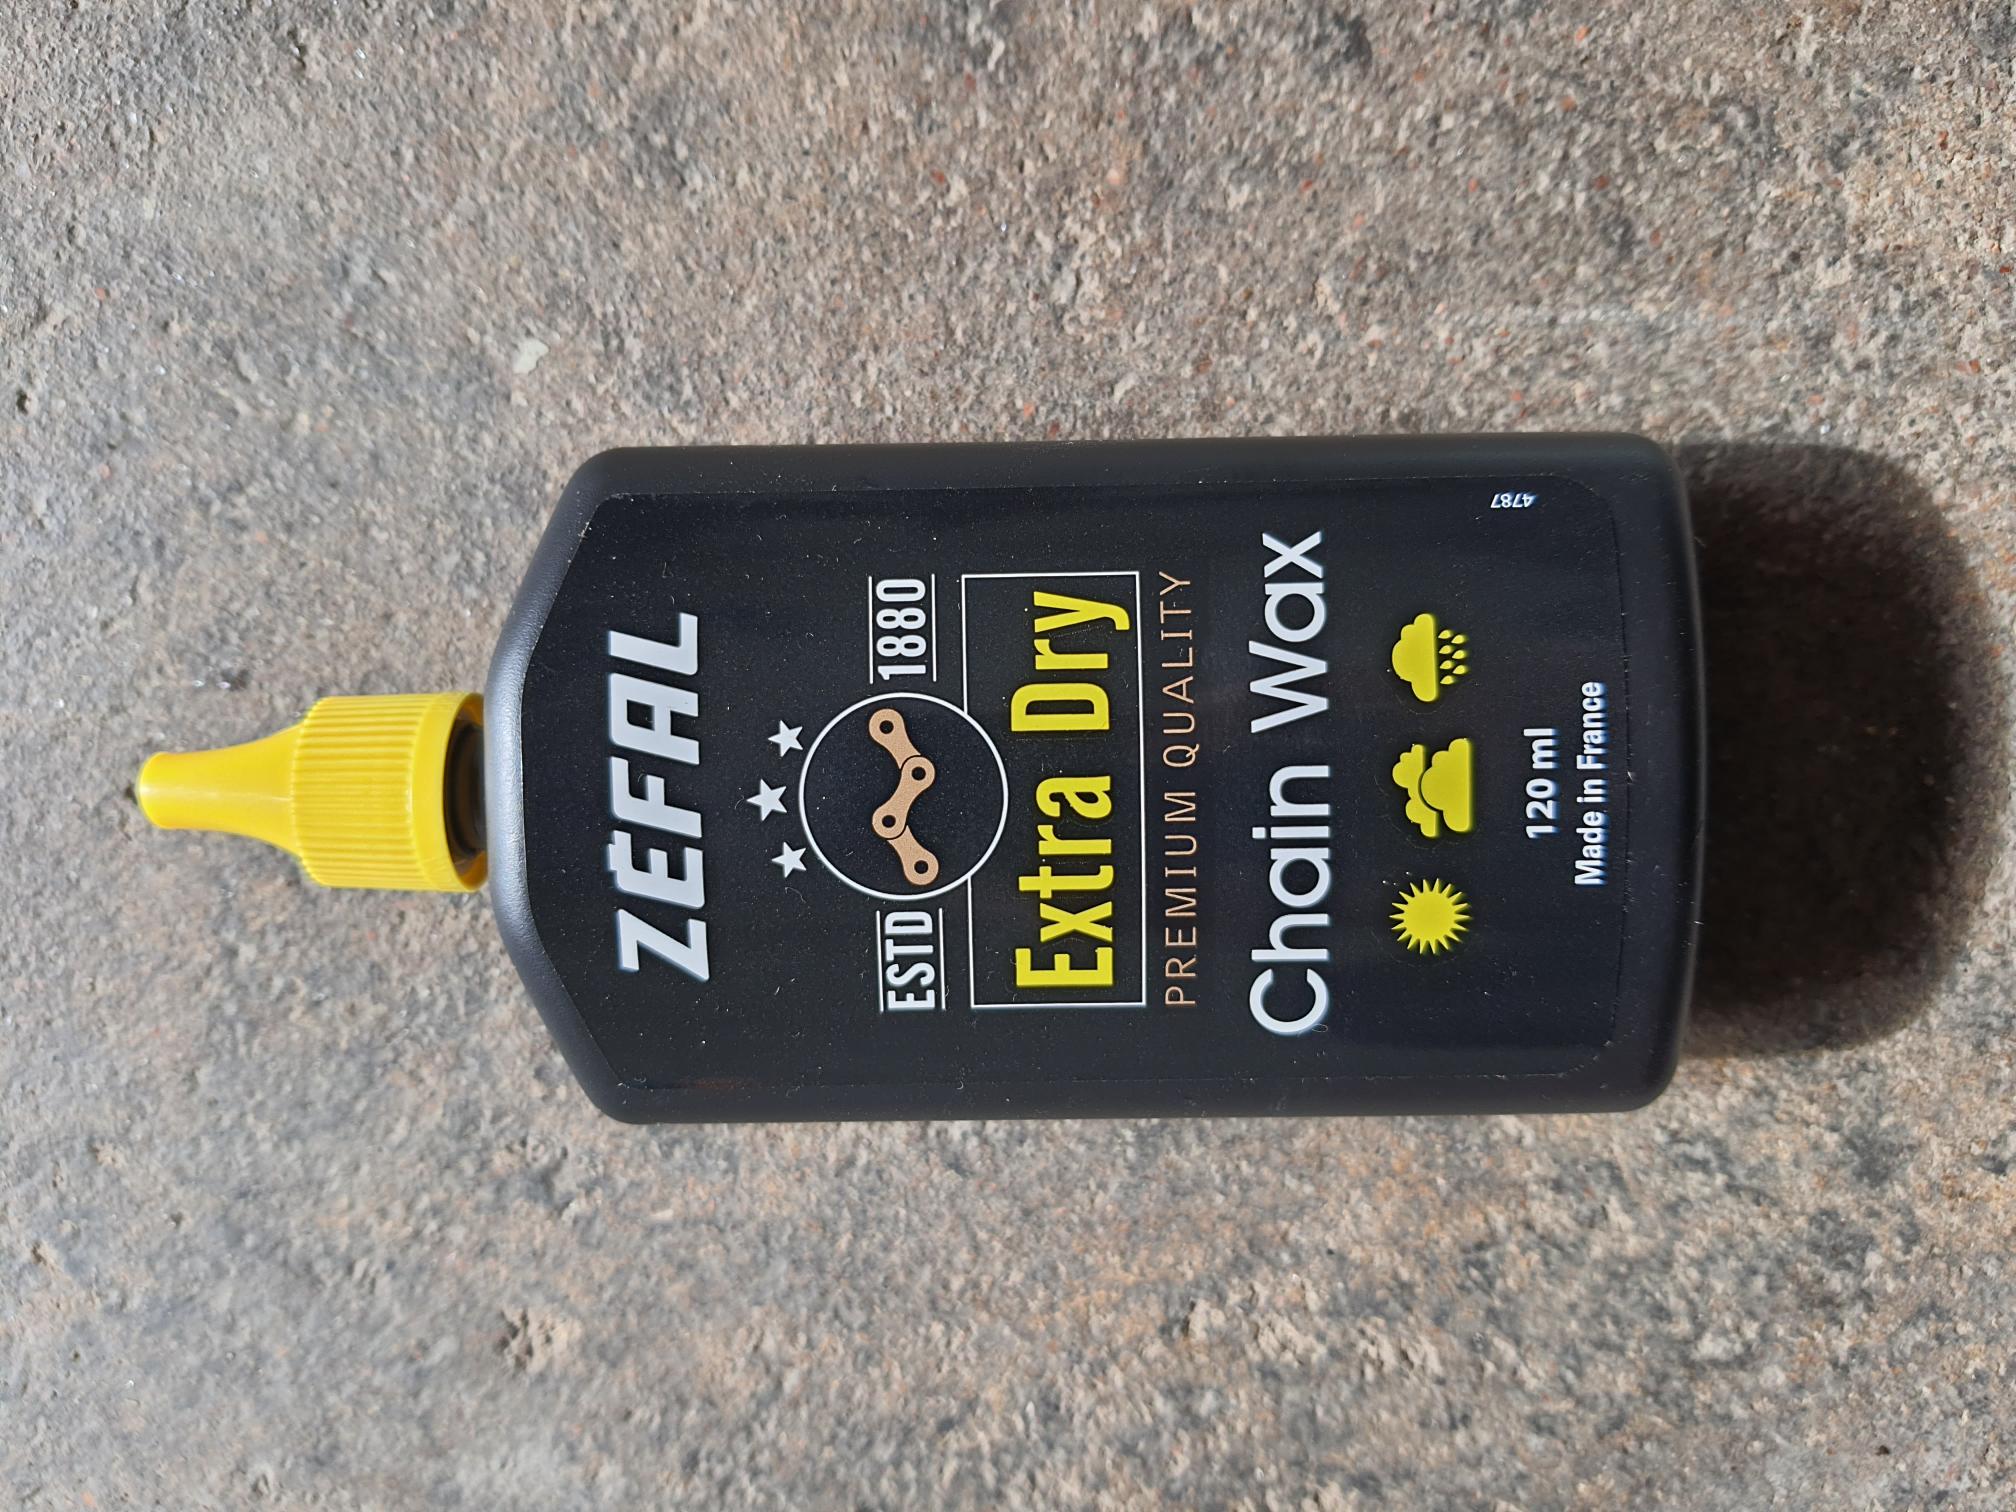 ZEFAL
ESTD 1880
Extra Dry
PREMIUM QUALITY
Chain Wax
120 ml
Made in France
4787